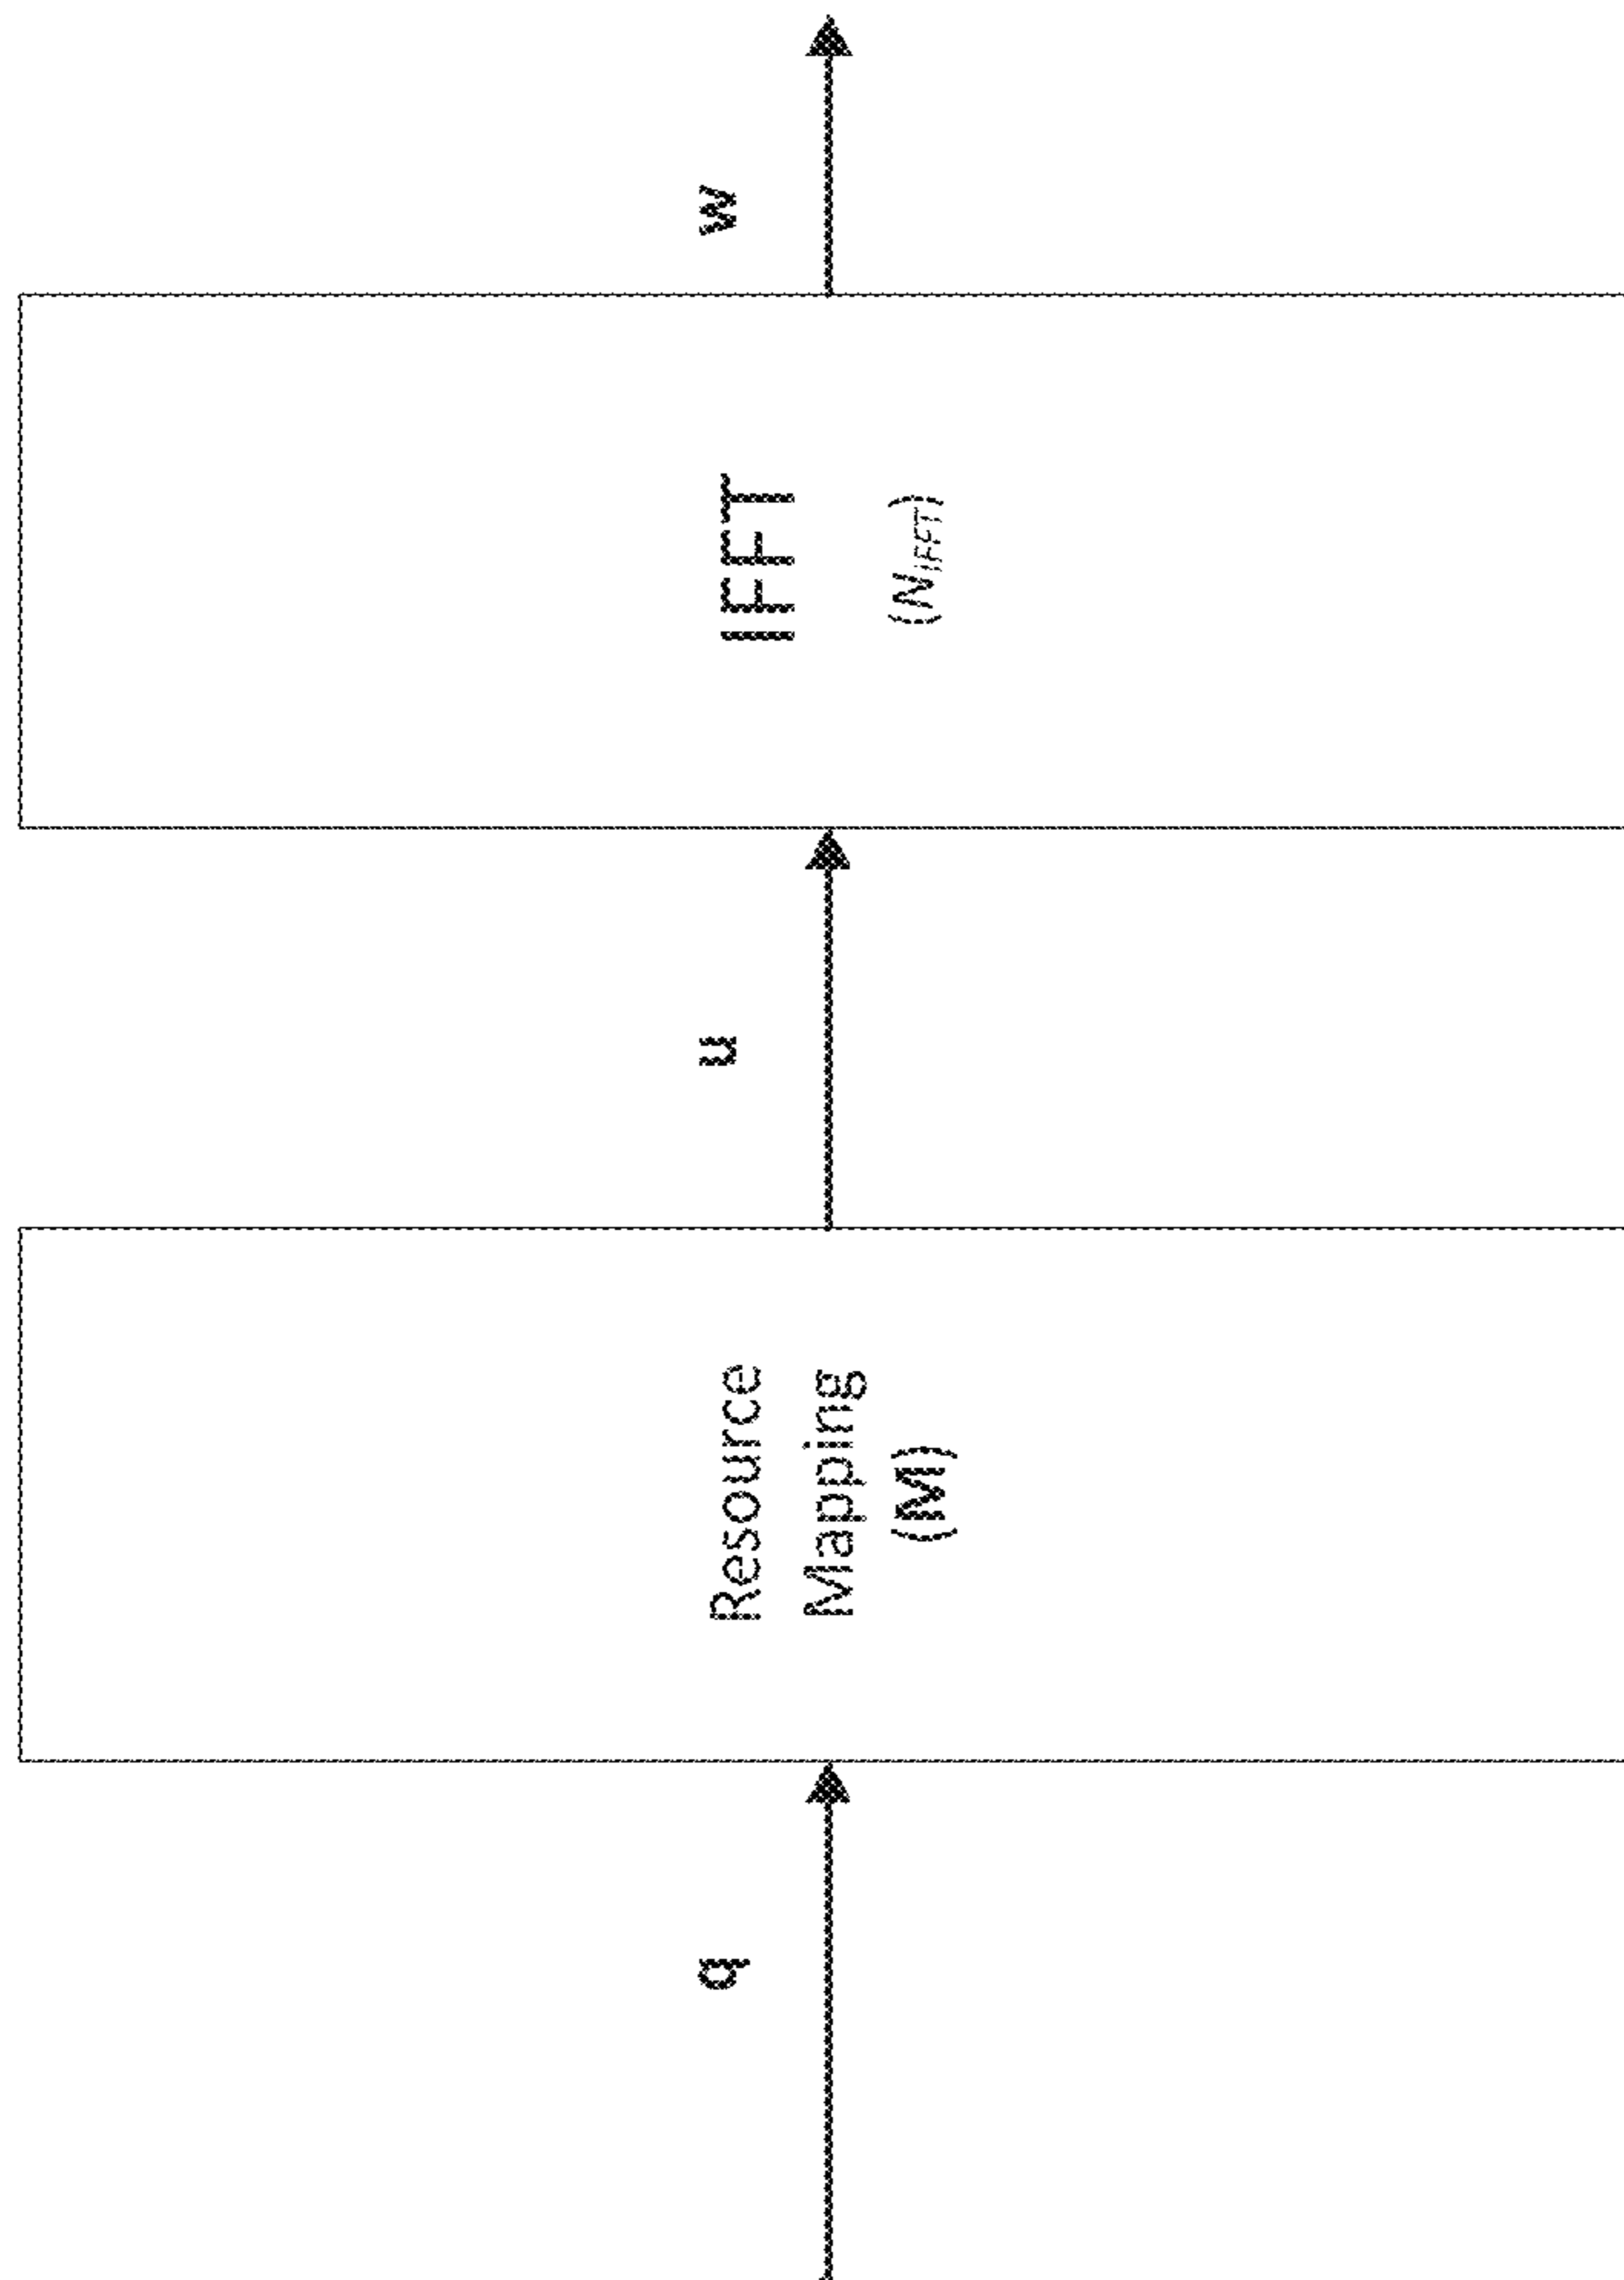 q
Resource
Mapping
(M)
u
IFFT
(N_IFFT)
w